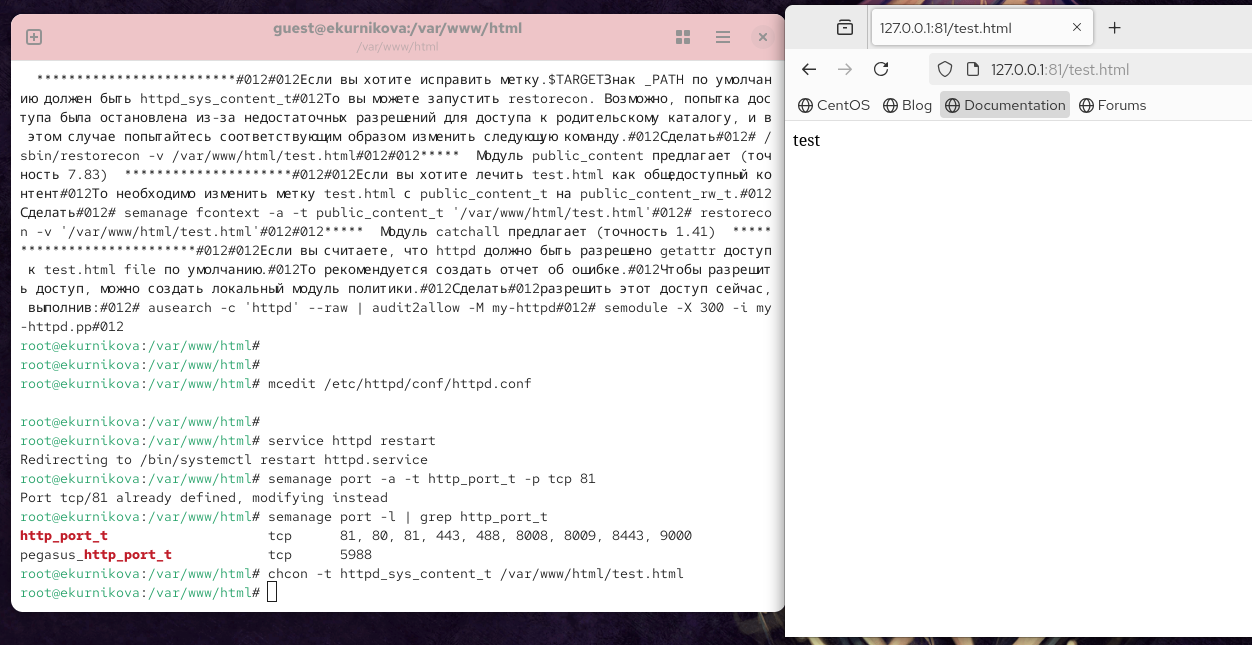 guest@ekurnikova:/var/www/html
/var/www/html
*************************#012#012Если вы хотите исправить метку.$TARGETЗнак _PATH по умолчан
ию должен быть httpd_sys_content_t#012То вы можете запустить restorecon. Возможно, попытка дос
тупа была остановлена из-за недостаточных разрешений для доступа к родительскому каталогу, и в
этом случае попытайтесь соответствующим образом изменить следующую команду.#012Сделать#012# /
sbin/restorecon -v /var/www/html/test.html#012#012***** Модуль public_content предлагает (точ
ность 7.83) *********************#012#012Если вы хотите лечить test.html как общедоступный ко
нтент#012То необходимо изменить метку test.html с public_content_t на public_content_rw_t.#012
Сделать#012# semanage fcontext -a -t public_content_t '/var/www/html/test.html'#012# restoreco
n -v '/var/www/html/test.html'#012#012***** Модуль catchall предлагает (точность 1.41) *****
**********************#012#012Если вы считаете, что httpd должно быть разрешено getattr доступ
к test.html file по умолчанию.#012То рекомендуется создать отчет об ошибке.#012Чтобы разрешит
ь доступ, можно создать локальный модуль политики.#012Сделать#012разрешить этот доступ сейчас,
выполнив:#012# ausearch -c 'httpd' --raw | audit2allow -M my-httpd#012# semodule -X 300 -i my
-httpd.pp#012
root@ekurnikova:/var/www/html#
root@ekurnikova:/var/www/html#
root@ekurnikova:/var/www/html# mcedit /etc/httpd/conf/httpd.conf
root@ekurnikova:/var/www/html#
root@ekurnikova:/var/www/html# service httpd restart
Redirecting to /bin/systemctl restart httpd.service
root@ekurnikova:/var/www/html# semanage port -a -t http_port_t -p tcp 81
Port tcp/81 already defined, modifying instead
root@ekurnikova:/var/www/html# semanage port -l | grep http_port_t
http_port_t tcp 81, 80, 81, 443, 488, 8008, 8009, 8443, 9000
pegasus_http_port_t tcp 5988
root@ekurnikova:/var/www/html# chcon -t httpd_sys_content_t /var/www/html/test.html
root@ekurnikova:/var/www/html#
127.0.0.1:81/test.html
127.0.0.1:81/test.html
CentOS Blog Documentation Forums
test